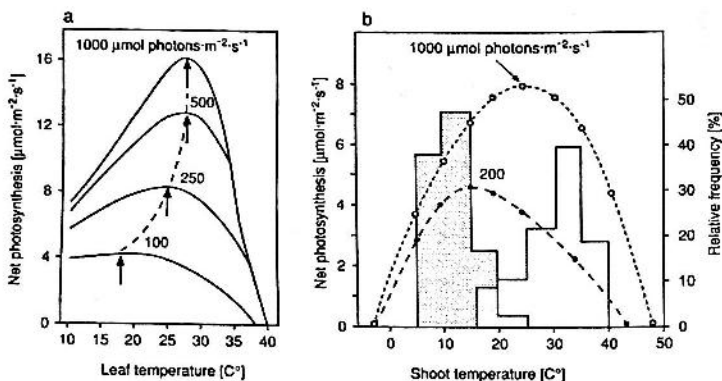 a
1000 µmol photons·m⁻²·s⁻¹
16
12
8
4
0
500
250
100
10 15 20 25 30 35 40
Net photosynthesis [µmol·m⁻²·s⁻¹]
Leaf temperature [C°]
b
1000 µmol photons·m⁻²·s⁻¹
8
6
4
2
0
200
50
40
30
20
10
0
0 10 20 30 40 50
Net photosynthesis [µmol·m⁻²·s⁻¹]
Relative frequency [%]
Shoot temperature [C°]